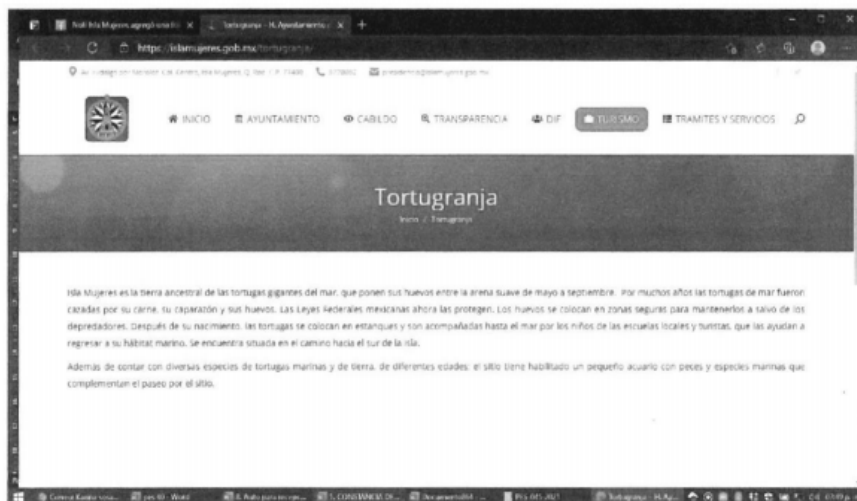 Tortugranja - H. Ayuntamiento
https://islamujeres.gob.mx/tortugranja/
INICIO AYUNTAMIENTO CABILDO TRANSPARENCIA DIF TURISMO TRAMITES Y SERVICIOS
Tortugranja
Inicio / Tortugranja
Isla Mujeres es la tierra ancestral de las tortugas gigantes del mar, que ponen sus huevos entre la arena suave de mayo a septiembre. Por muchos años las tortugas de mar fueron
cazadas por su carne, su caparazón y sus huevos. Las Leyes Federales mexicanas ahora las protegen. Los huevos se colocan en zonas seguras para mantenerlos a salvo de los
depredadores. Después de su nacimiento, las tortugas se colocan en estanques y son acompañadas hasta el mar por los niños de las escuelas locales y turistas, que las ayudan a
regresar a su hábitat marino. Se encuentra situada en el camino hacia el sur de la isla.
Además de contar con diversas especies de tortugas marinas y de tierra, de diferentes edades; el sitio tiene habilitado un pequeño acuario con peces y especies marinas que
complementan el paseo por el sitio.